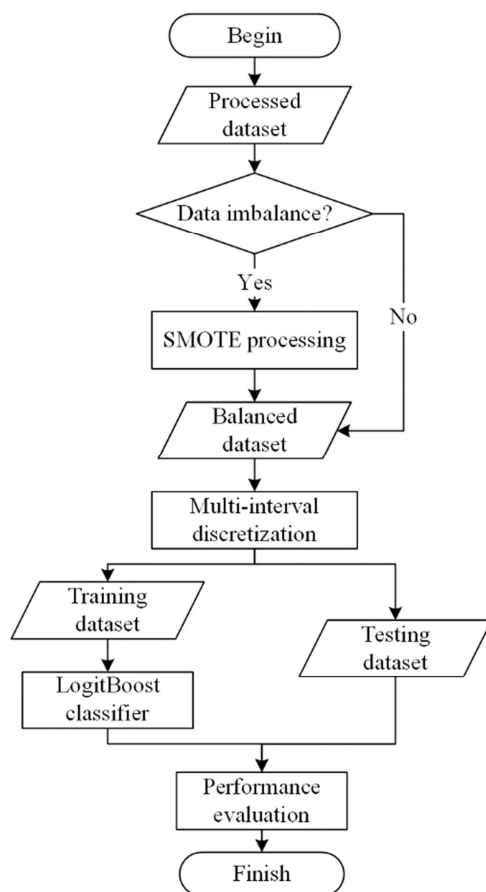 Begin
Processed
dataset
Data imbalance?
Yes
No
SMOTE processing
Balanced
dataset
Multi-interval
discretization
Training
dataset
Testing
dataset
LogitBoost
classifier
Performance
evaluation
Finish